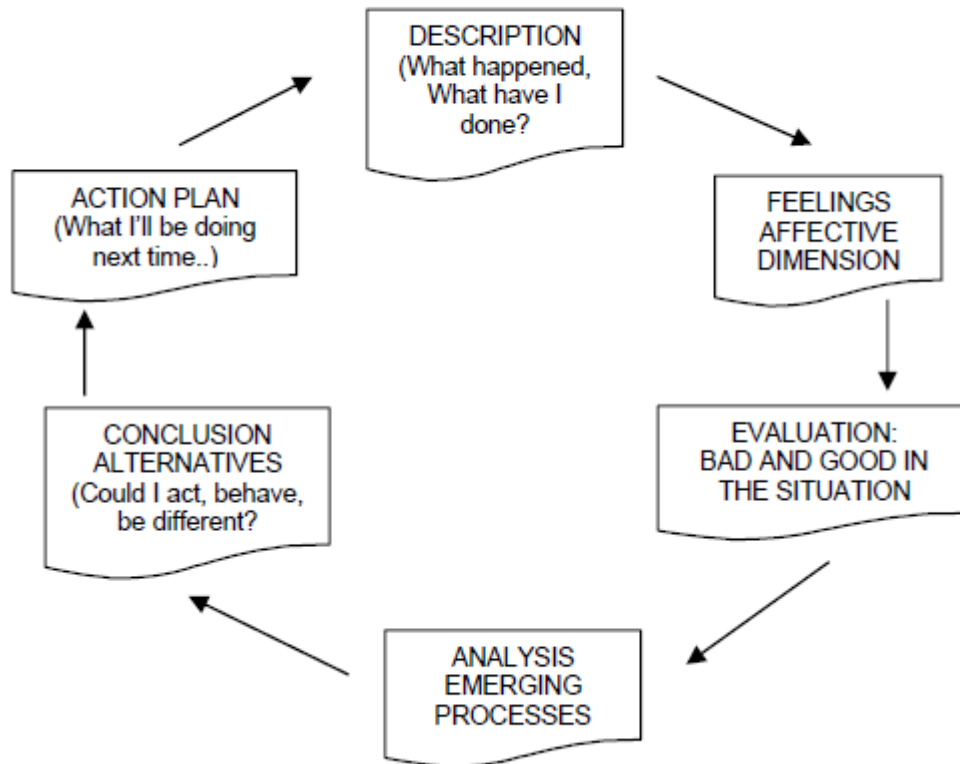 DESCRIPTION
(What happened,
What have I
done?
FEELINGS
AFFECTIVE
DIMENSION
EVALUATION:
BAD AND GOOD IN
THE SITUATION
ANALYSIS
EMERGING
PROCESSES
CONCLUSION
ALTERNATIVES
(Could I act, behave,
be different?
ACTION PLAN
(What I'll be doing
next time..)